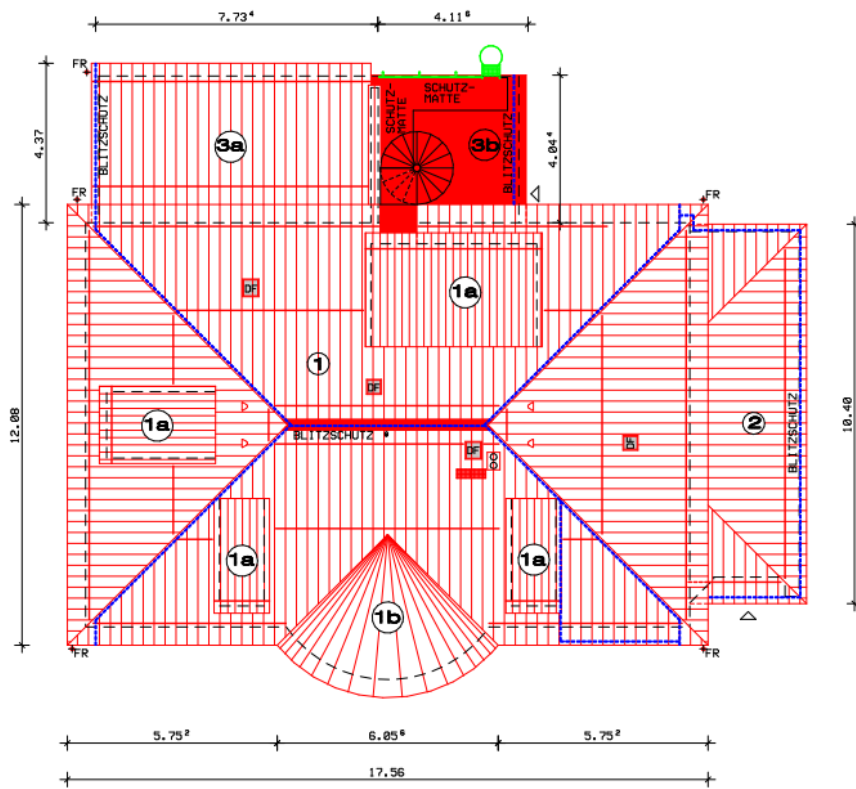 7.73⁴
4.11⁶
FR
BLITZSCHUTZ
SCHUTZ-
MATTE
SCHUTZ-
MATTE
3a
3b
BLITZSCHUTZ
4.37
4.04⁴
FR
FR
DF
1a
1
DF
12.08
1a
BLITZSCHUTZ
DF
DF
2
BLITZSCHUTZ
10.40
1a
1a
1b
FR
FR
5.75²
6.05⁶
5.75²
17.56